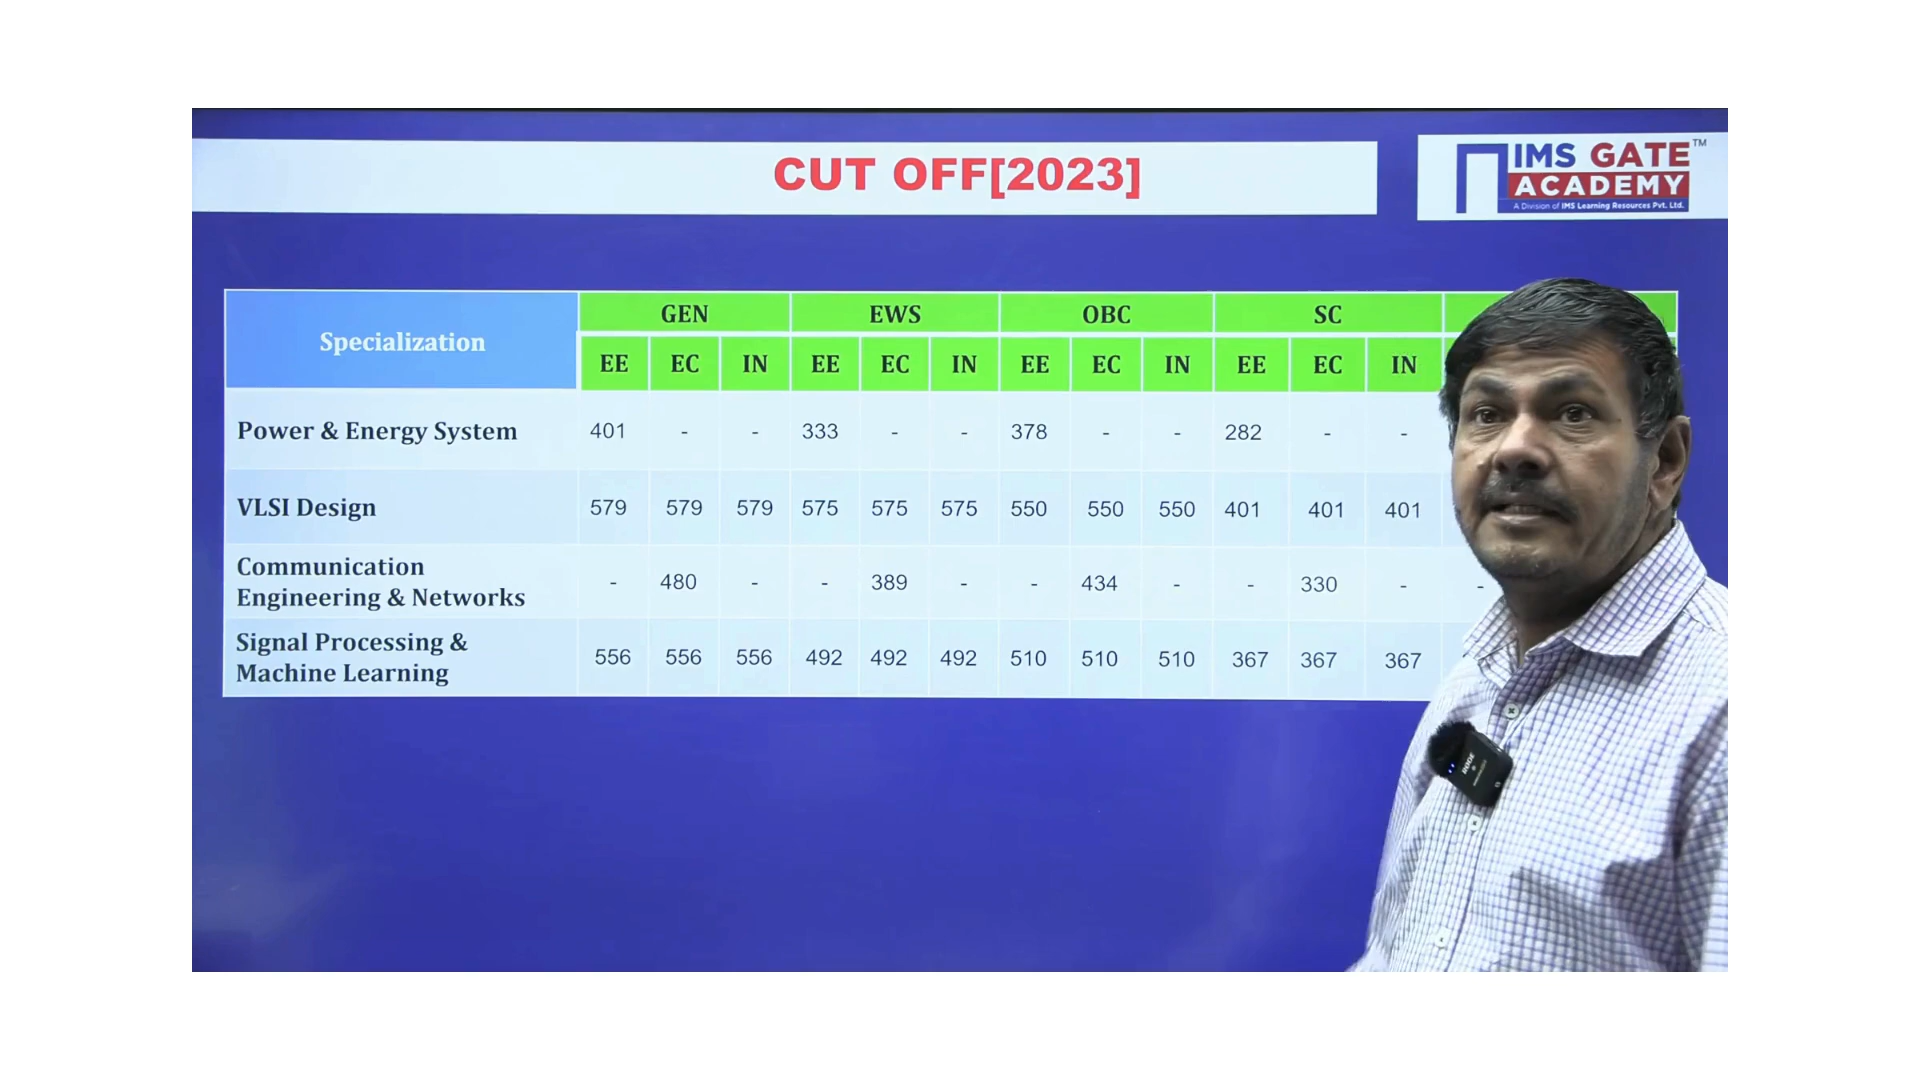 CUT OFF[2023]
IMS GATE ™
ACADEMY
A Division of IMS Learning Resources Pvt. Ltd.
Specialization GEN EWS OBC SC
EE EC IN EE EC IN EE EC IN EE EC IN
Power & Energy System 401 - - 333 - - 378 - - 282 - -
VLSI Design 579 579 579 575 575 575 550 550 550 401 401 401
Communication
Engineering & Networks - 480 - - 389 - - 434 - - 330 - -
Signal Processing &
Machine Learning 556 556 556 492 492 492 510 510 510 367 367 367